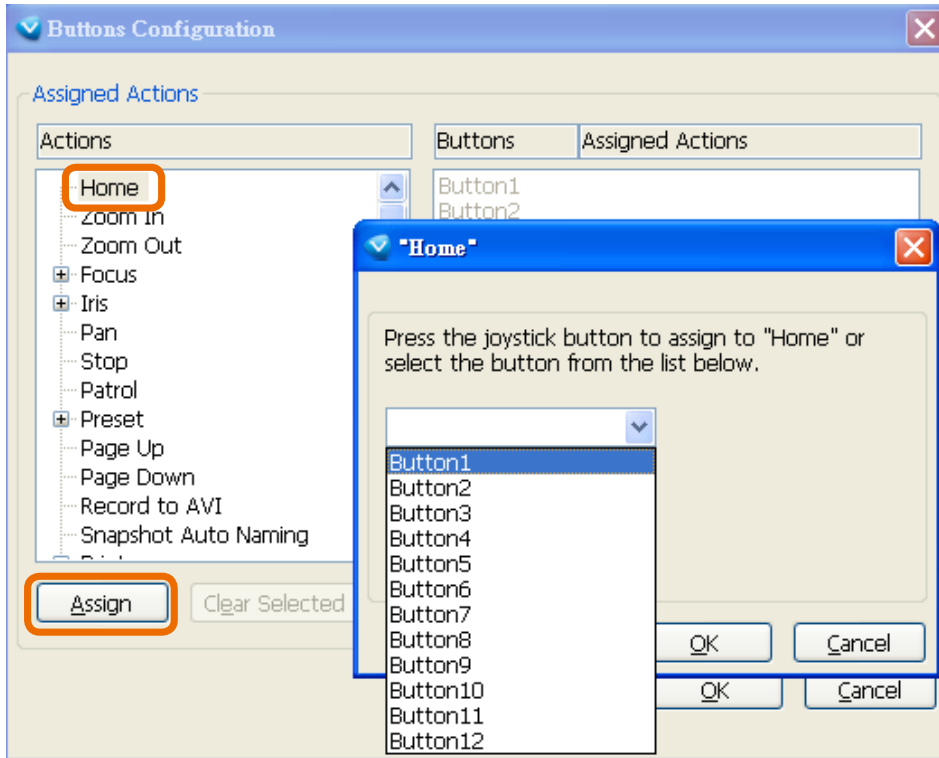 Buttons Configuration
Assigned Actions
Actions
Buttons
Assigned Actions
Home
Zoom In
Zoom Out
Focus
Iris
Pan
Stop
Patrol
Preset
Page Up
Page Down
Record to AVI
Snapshot Auto Naming
Button1
Button2
Assign
Clear Selected
"Home"
Press the joystick button to assign to "Home" or
select the button from the list below.
Button1
Button2
Button3
Button4
Button5
Button6
Button7
Button8
Button9
Button10
Button11
Button12
OK
Cancel
OK
Cancel